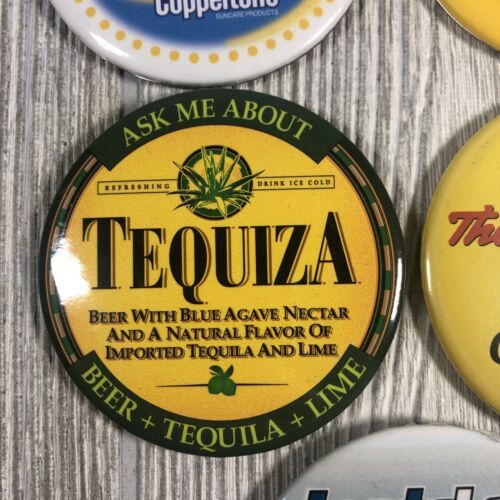 Coppertone
SUNCARE PRODUCTS
ASK ME ABOUT
REFRESHING DRINK ICE COLD
TEQUIZA
BEER WITH BLUE AGAVE NECTAR
AND A NATURAL FLAVOR OF
IMPORTED TEQUILA AND LIME
BEER + TEQUILA + LIME